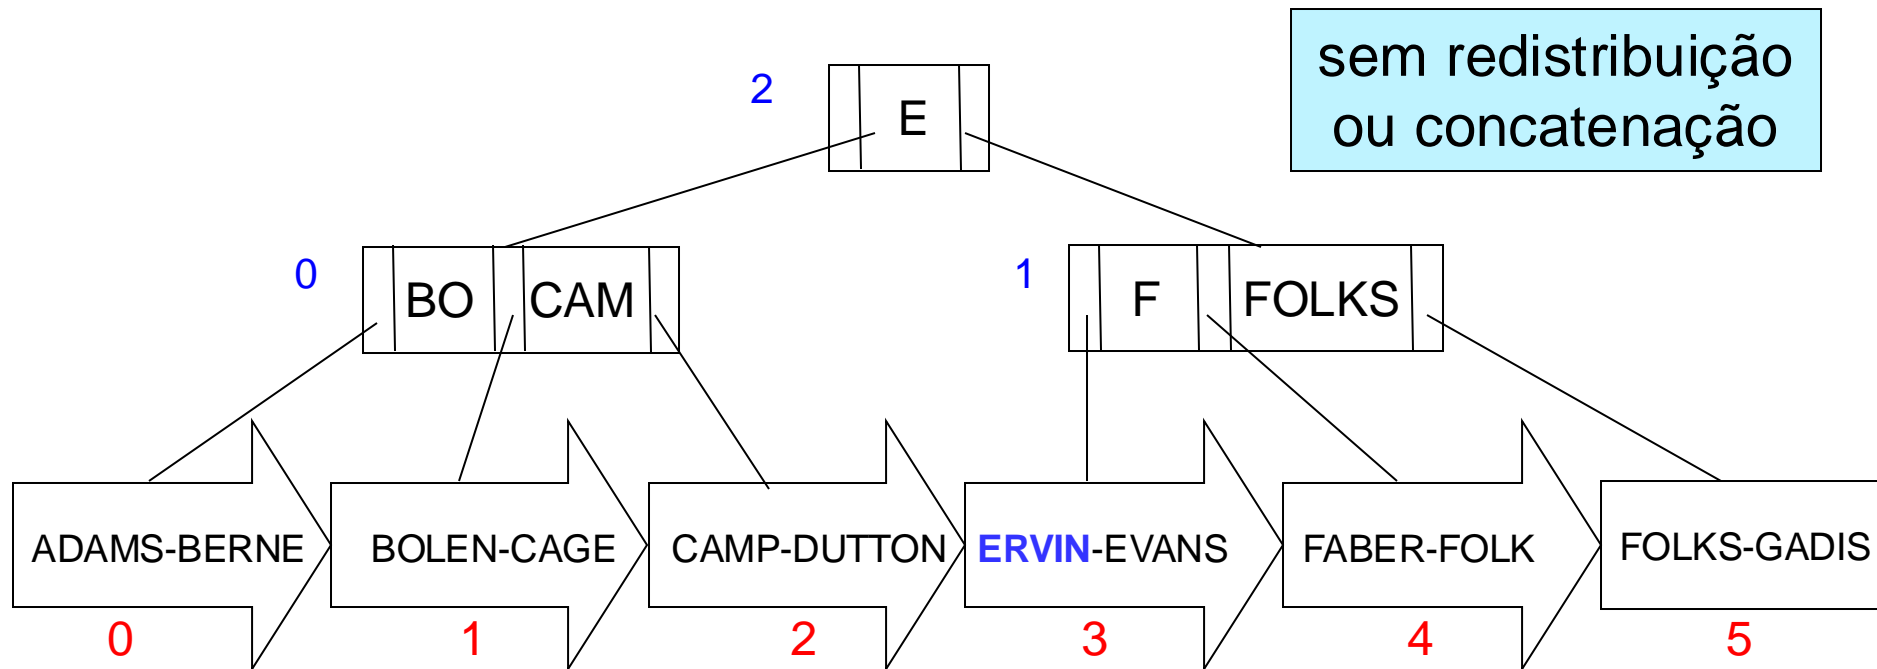 sem redistribuição
ou concatenação
2
E
0
BO CAM
1
F FOLKS
ADAMS-BERNE
BOLEN-CAGE
CAMP-DUTTON
ERVIN-EVANS
FABER-FOLK
FOLKS-GADIS
0
1
2
3
4
5